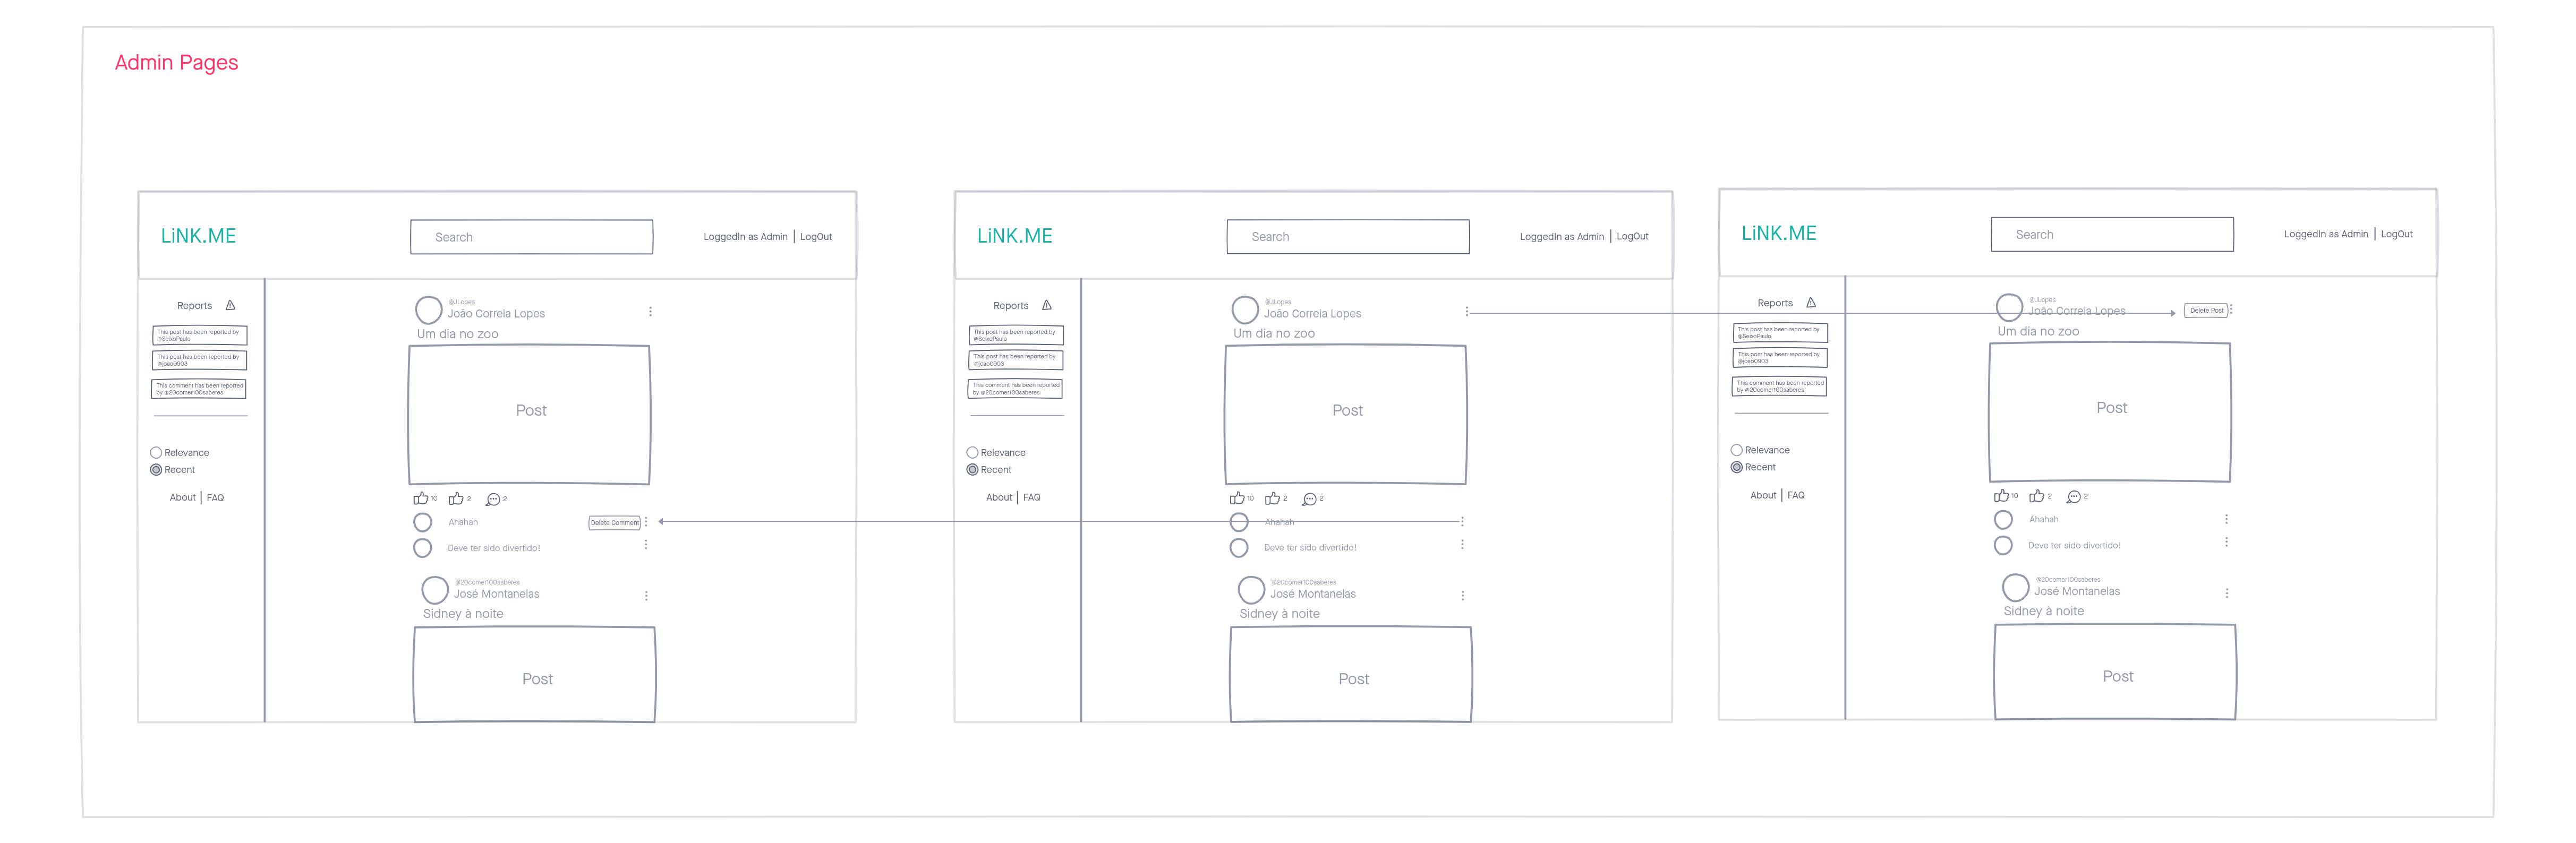 Admin Pages
LiNK.ME
Search
LoggedIn as Admin | LogOut
Reports
This post has been reported by
@SeixoPaulo
This post has been reported by
@joao0903
This comment has been reported
by @20comer100saberes
Relevance
Recent
About | FAQ
@JLopes
João Correia Lopes
Um dia no zoo
Post
10 2 2
Ahahah
Delete Comment
Deve ter sido divertido!
@20comer100saberes
José Montanelas
Sidney à noite
Post
LiNK.ME
Search
LoggedIn as Admin | LogOut
Reports
This post has been reported by
@SeixoPaulo
This post has been reported by
@joao0903
This comment has been reported
by @20comer100saberes
Relevance
Recent
About | FAQ
@JLopes
João Correia Lopes
Um dia no zoo
Post
10 2 2
Ahahah
Deve ter sido divertido!
@20comer100saberes
José Montanelas
Sidney à noite
Post
LiNK.ME
Search
LoggedIn as Admin | LogOut
Reports
This post has been reported by
@SeixoPaulo
This post has been reported by
@joao0903
This comment has been reported
by @20comer100saberes
Relevance
Recent
About | FAQ
@JLopes
João Correia Lopes
Delete Post
Um dia no zoo
Post
10 2 2
Ahahah
Deve ter sido divertido!
@20comer100saberes
José Montanelas
Sidney à noite
Post